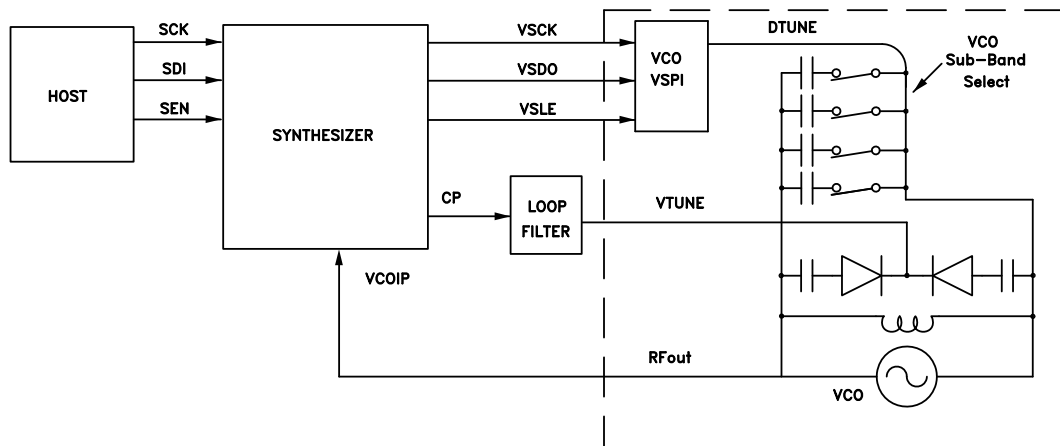 HOST
SCK
SDI
SEN
SYNTHESIZER
VSCK
VSDO
VSLE
VCO
VSPI
DTUNE
VCO
Sub-Band
Select
CP
LOOP
FILTER
VTUNE
VCOIP
RFout
VCO